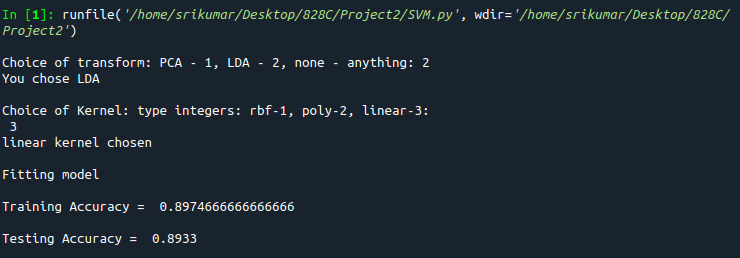 In [1]: runfile('/home/srikumar/Desktop/828C/Project2/SVM.py', wdir='/home/srikumar/Desktop/828C/
Project2')
Choice of transform: PCA - 1, LDA - 2, none - anything: 2
You chose LDA
Choice of Kernel: type integers: rbf-1, poly-2, linear-3:
3
linear kernel chosen
Fitting model
Training Accuracy =  0.8974666666666666
Testing Accuracy =  0.8933